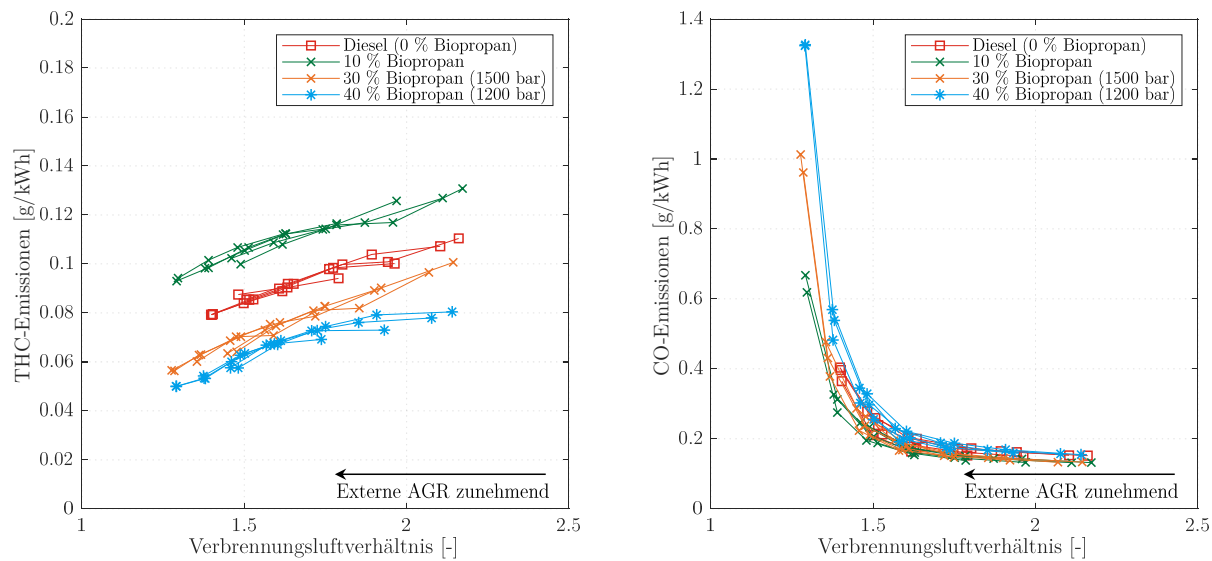 0.2
0.18
0.16
0.14
0.12
0.1
0.08
0.06
0.04
0.02
0
THC-Emissionen [g/kWh]
Diesel (0 % Biopropan)
10 % Biopropan
30 % Biopropan (1500 bar)
40 % Biopropan (1200 bar)
Externe AGR zunehmend
1
1.5
2
2.5
Verbrennungsluftverhältnis [-]
1.4
1.2
1
0.8
0.6
0.4
0.2
0
CO-Emissionen [g/kWh]
Diesel (0 % Biopropan)
10 % Biopropan
30 % Biopropan (1500 bar)
40 % Biopropan (1200 bar)
Externe AGR zunehmend
1
1.5
2
2.5
Verbrennungsluftverhältnis [-]